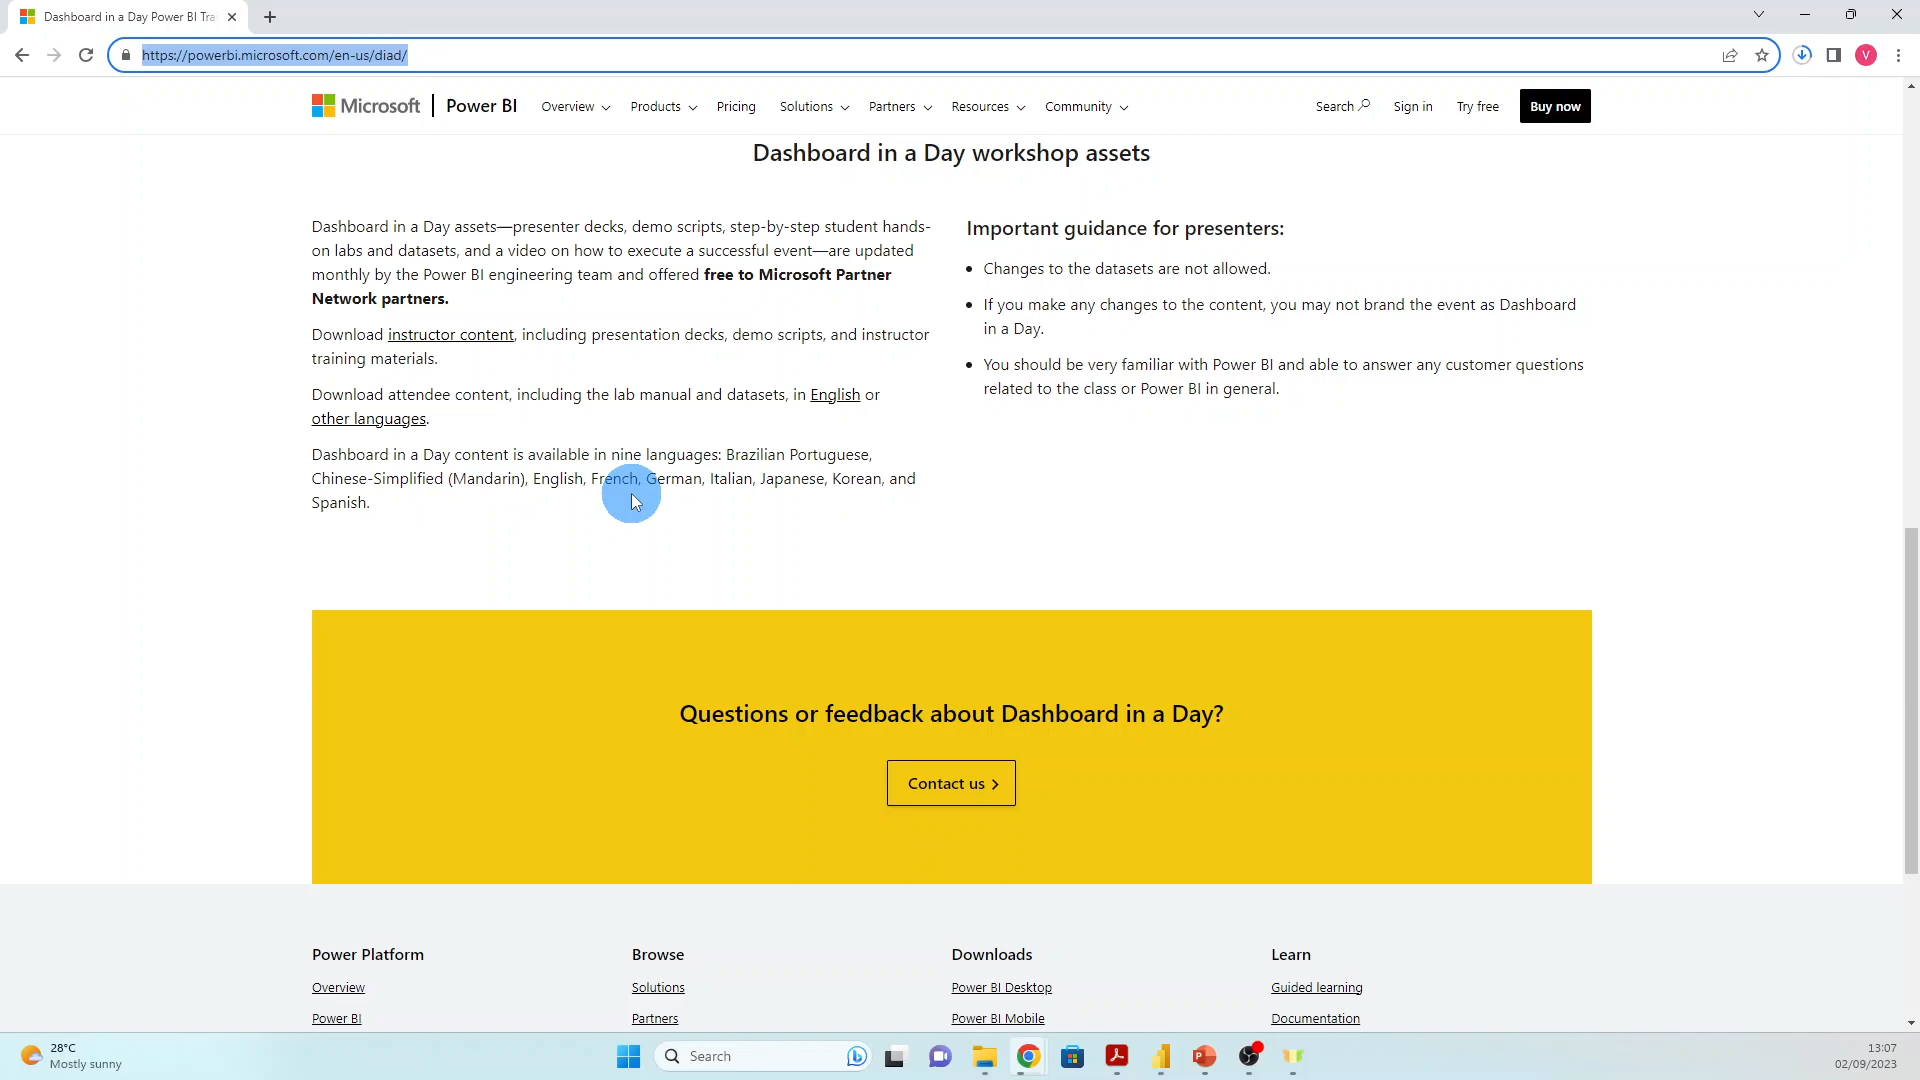 Dashboard in a Day Power BI Tra
https://powerbi.microsoft.com/en-us/diad/
V
Microsoft
Power BI
Overview
Products
Pricing
Solutions
Partners
Resources
Community
Search
Sign in
Try free
Buy now
Dashboard in a Day workshop assets
Dashboard in a Day assets—presenter decks, demo scripts, step-by-step student hands-
on labs and datasets, and a video on how to execute a successful event—are updated
monthly by the Power BI engineering team and offered free to Microsoft Partner
Network partners.
Download instructor content, including presentation decks, demo scripts, and instructor
training materials.
Download attendee content, including the lab manual and datasets, in English or
other languages.
Dashboard in a Day content is available in nine languages: Brazilian Portuguese,
Chinese-Simplified (Mandarin), English, French, German, Italian, Japanese, Korean, and
Spanish.
Important guidance for presenters:
Changes to the datasets are not allowed.
If you make any changes to the content, you may not brand the event as Dashboard
in a Day.
You should be very familiar with Power BI and able to answer any customer questions
related to the class or Power BI in general.
Questions or feedback about Dashboard in a Day?
Contact us
Power Platform
Overview
Power BI
Browse
Solutions
Partners
Downloads
Power BI Desktop
Power BI Mobile
Learn
Guided learning
Documentation
28°C
Mostly sunny
Search
13:07
02/09/2023